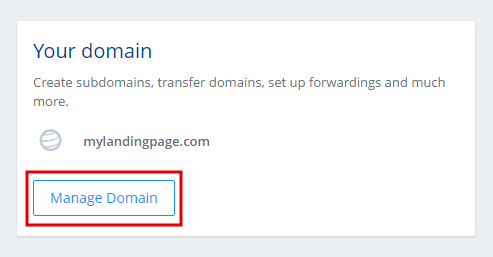 Your domain
Create subdomains, transfer domains, set up forwardings and much
more.
mylandingpage.com
Manage Domain